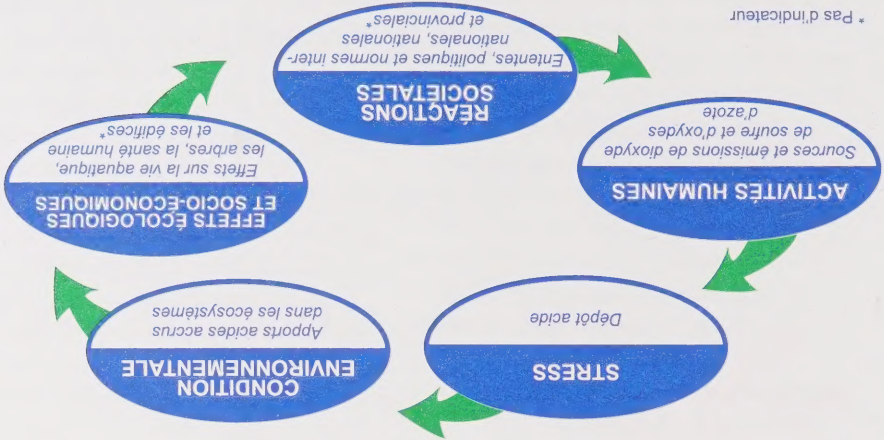 STRESS
Dépôt acide
CONDITION
ENVIRONNEMENTALE
Apports acides accrus
dans les écosystèmes
ACTIVITÉS HUMAINES
Sources et émissions de dioxyde
de soufre et d'oxydes
d'azote
EFFETS ÉCOLOGIQUES
ET SOCIO-ÉCONOMIQUES
Effets sur la vie aquatique,
les arbres, la santé humaine
et les édifices*
RÉACTIONS
SOCIÉTALES
Ententes, politiques et normes inter-
nationales, nationales
et provinciales*
* Pas d'indicateur